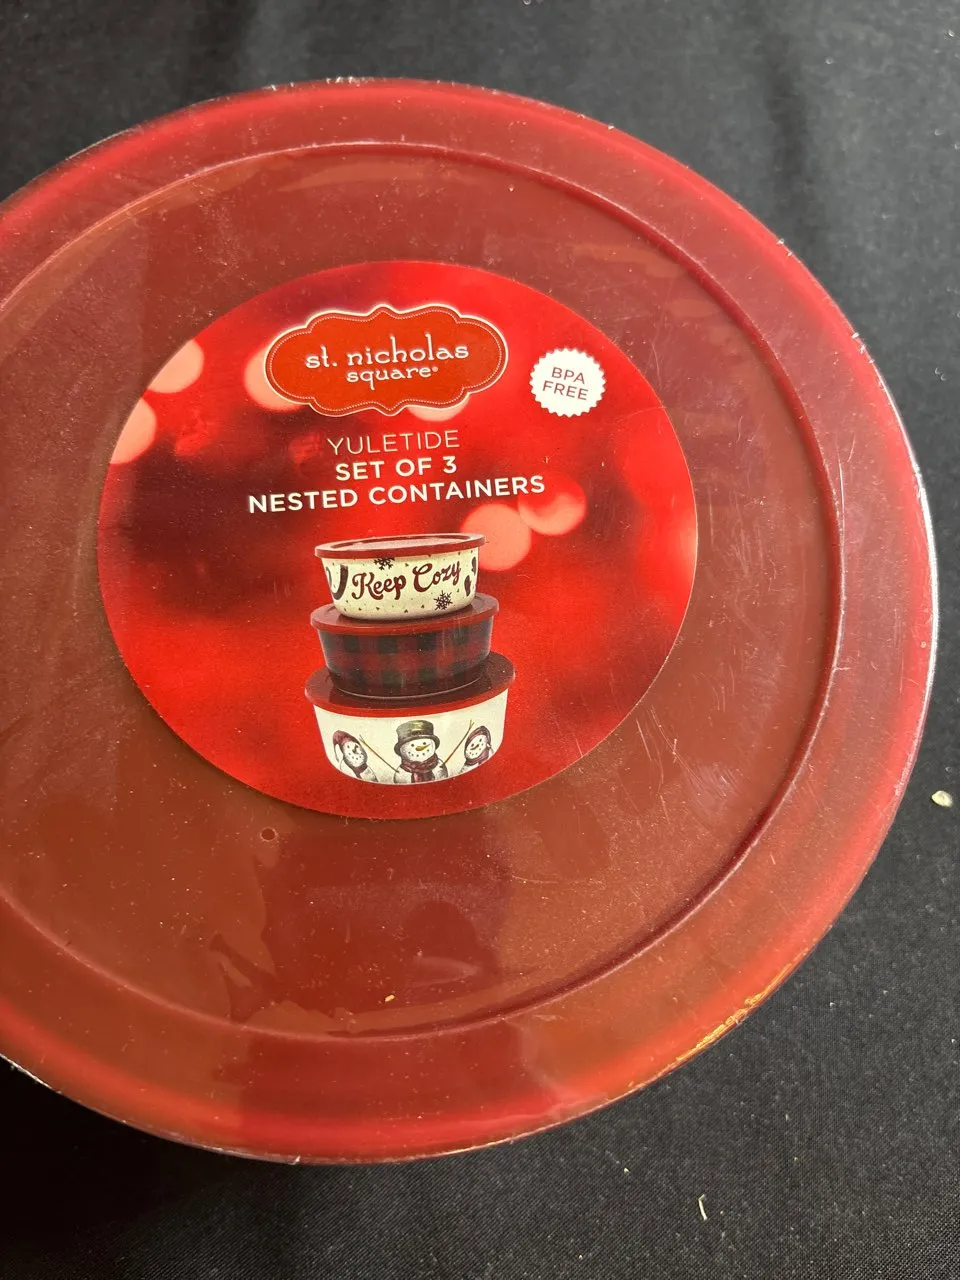 st. nicholas
square®
BPA
FREE
YULETIDE
SET OF 3
NESTED CONTAINERS
Keep Cozy